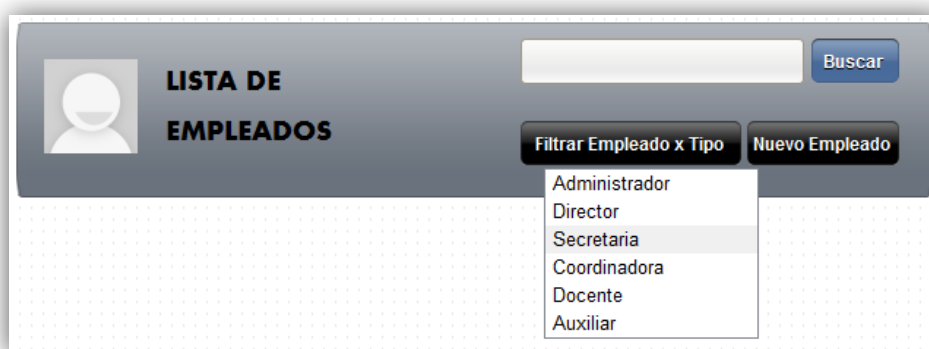 LISTA DE
EMPLEADOS
Buscar
Filtrar Empleado x Tipo
Nuevo Empleado
Administrador
Director
Secretaria
Coordinadora
Docente
Auxiliar